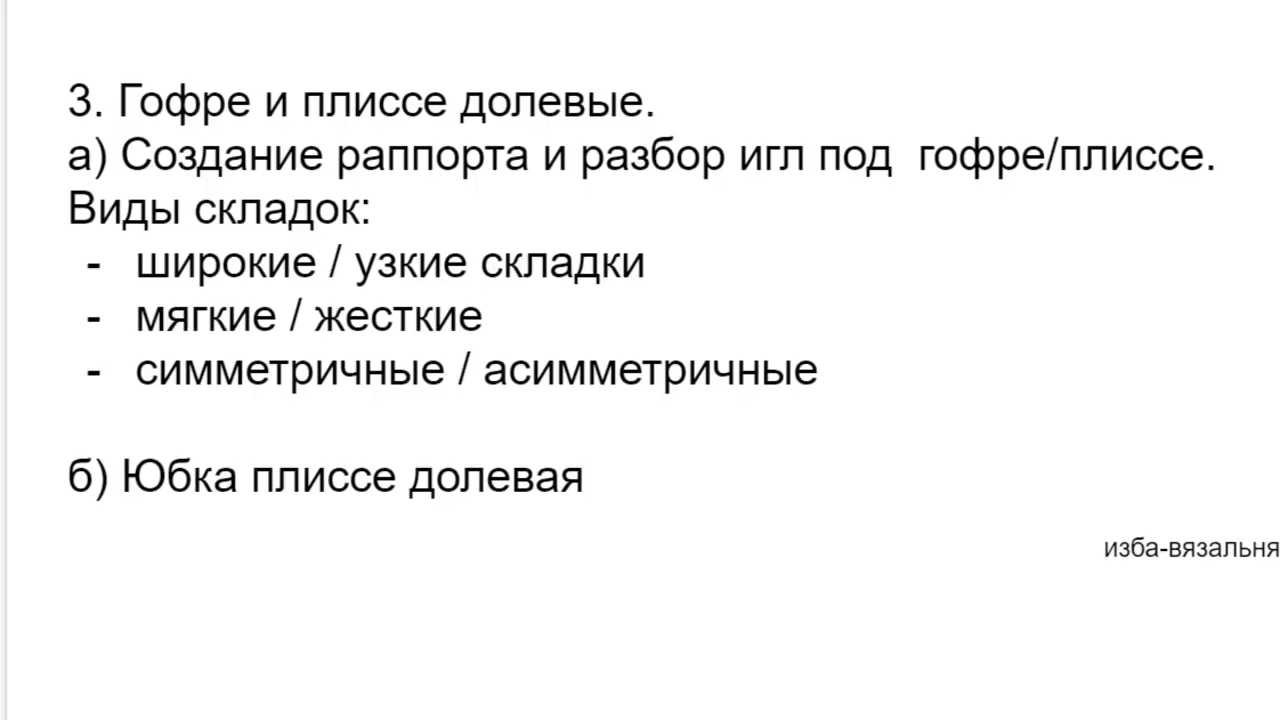 3. Гофре и плиссе долевые.
а) Создание раппорта и разбор игл под  гофре/плиссе.
Виды складок:
- широкие / узкие складки
- мягкие / жесткие
- симметричные / асимметричные
б) Юбка плиссе долевая
изба-вязальня